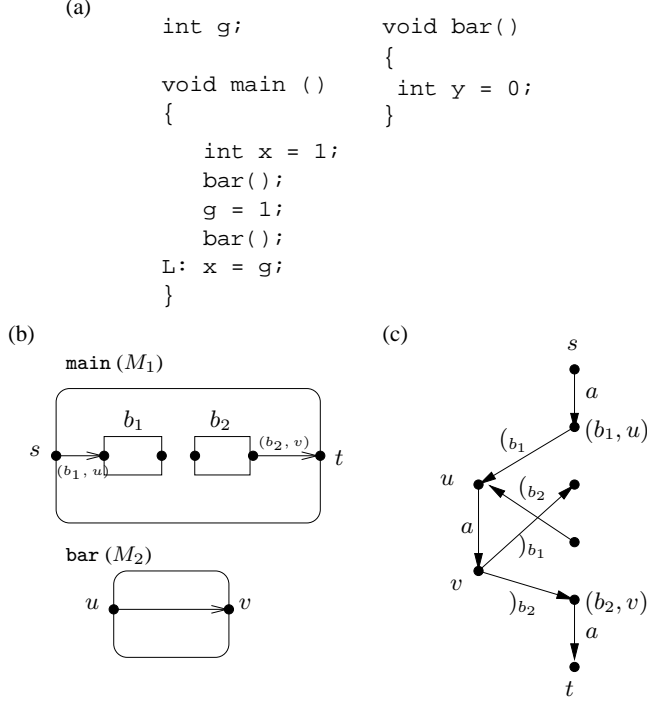 (a)
int g;
void main ()
{
int x = 1;
bar();
g = 1;
bar();
L: x = g;
}
void bar()
{
int y = 0;
}
(b)
main (M₁)
b₁
b₂
s
(b₁, u)
(b₂, v)
t
bar (M₂)
u
v
(c)
s
a
(b₁, u)
(b₁
u
(b₂
a
)b₁
v
)b₂
(b₂, v)
a
t